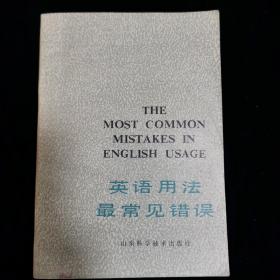 THE
MOST COMMON
MISTAKES IN
ENGLISH USAGE
英语用法
最常见错误
山东科学技术出版社